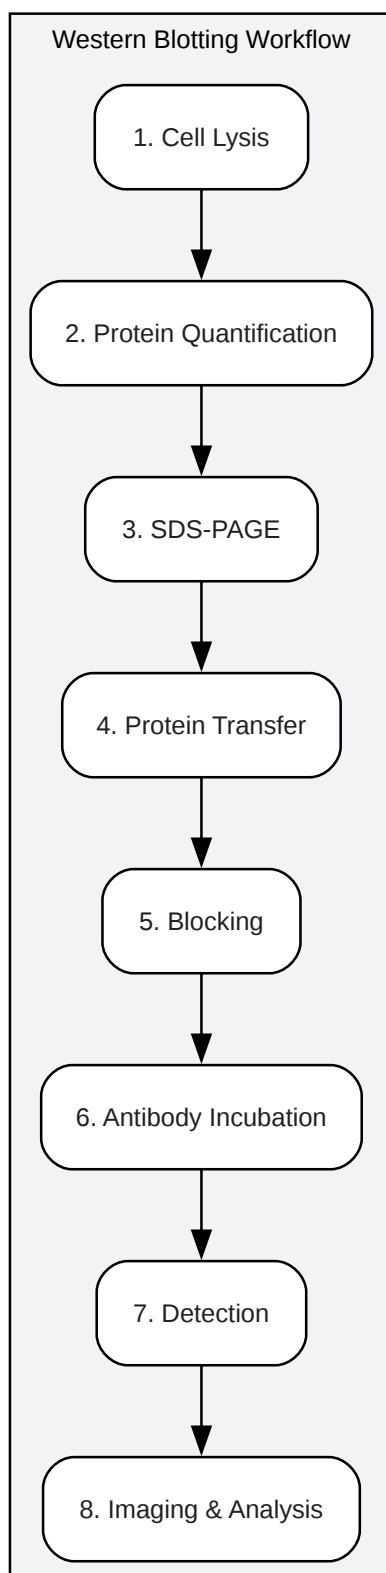 Western Blotting Workflow
1. Cell Lysis
2. Protein Quantification
3. SDS-PAGE
4. Protein Transfer
5. Blocking
6. Antibody Incubation
7. Detection
8. Imaging & Analysis